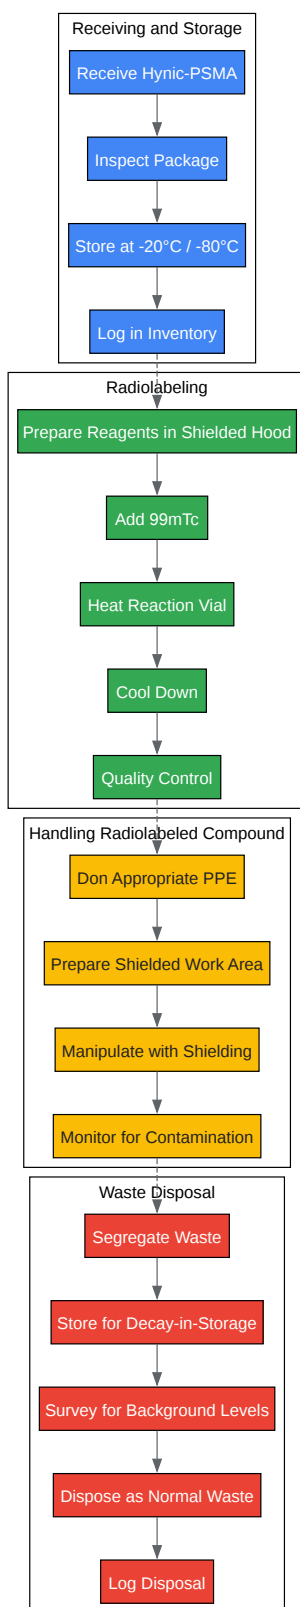 Receiving and Storage
Receive Hynic-PSMA
Inspect Package
Store at -20°C / -80°C
Log in Inventory
Radiolabeling
Prepare Reagents in Shielded Hood
Add 99mTc
Heat Reaction Vial
Cool Down
Quality Control
Handling Radiolabeled Compound
Don Appropriate PPE
Prepare Shielded Work Area
Manipulate with Shielding
Monitor for Contamination
Waste Disposal
Segregate Waste
Store for Decay-in-Storage
Survey for Background Levels
Dispose as Normal Waste
Log Disposal